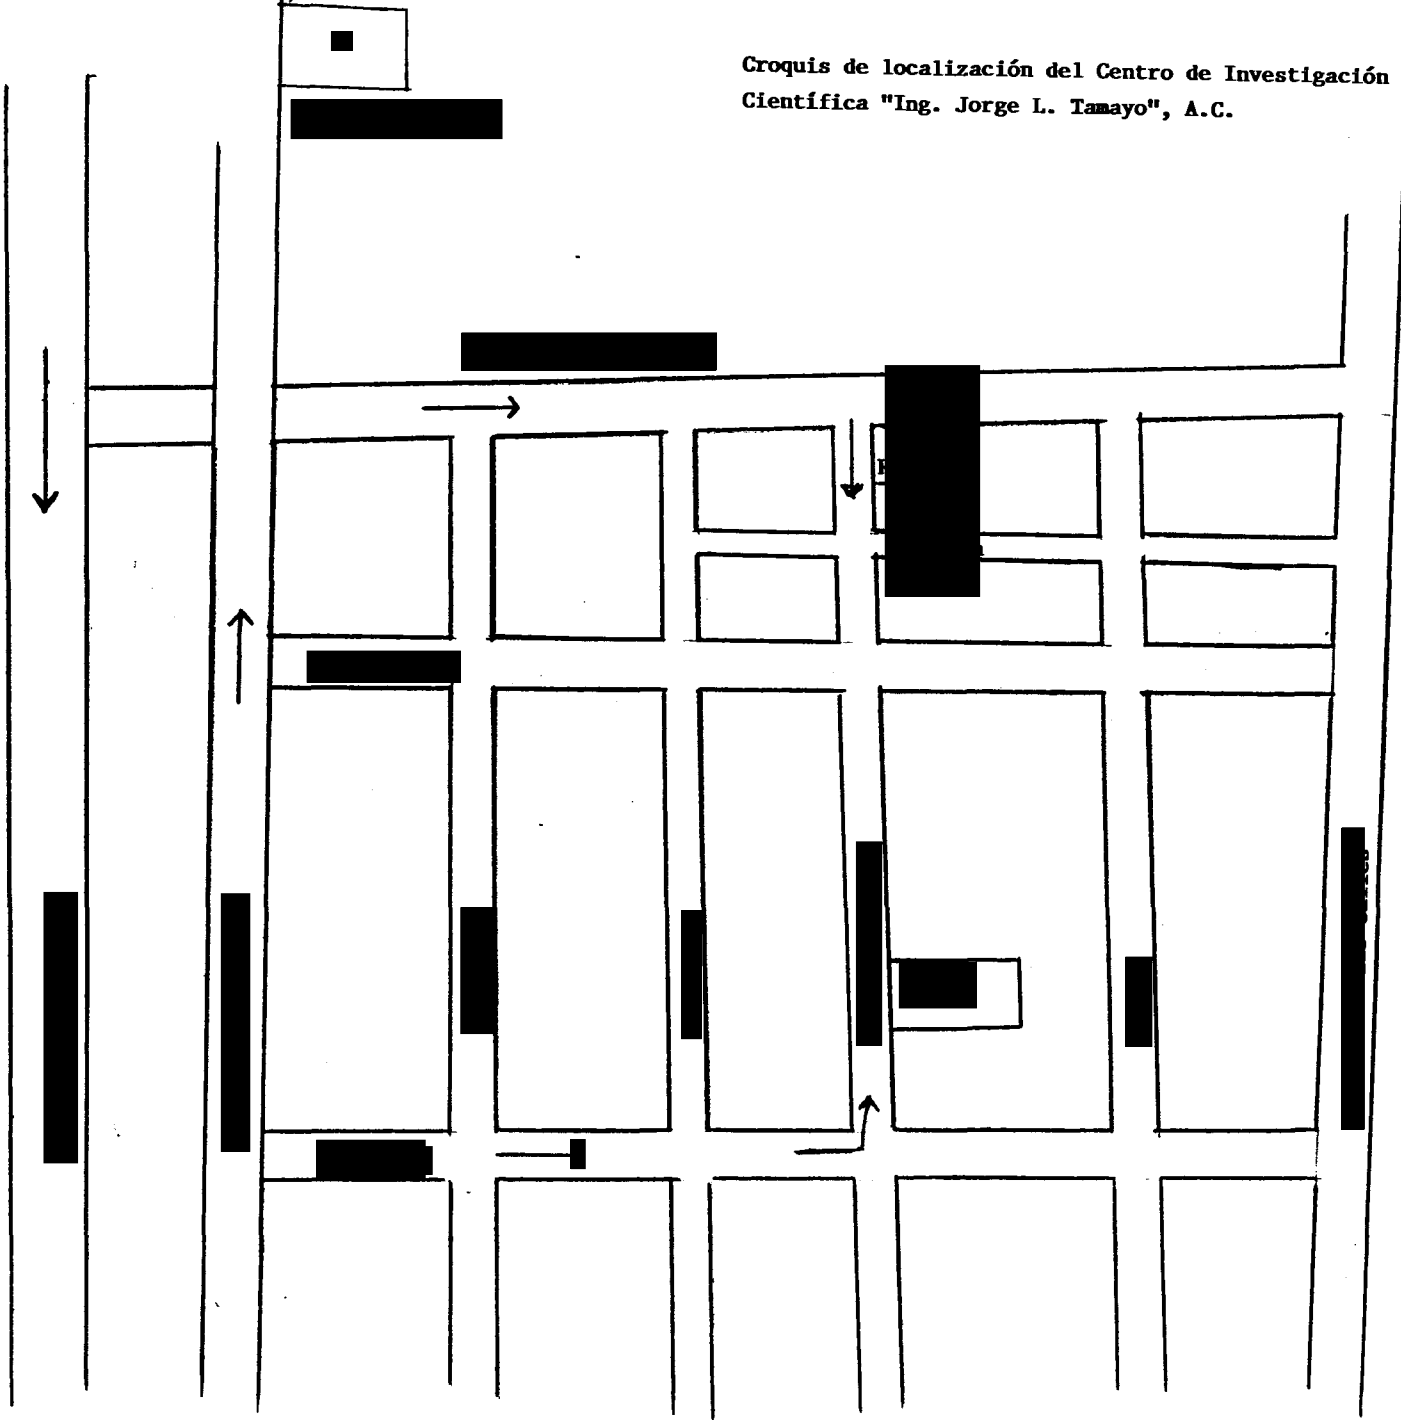 Croquis de localización del Centro de Investigación
Científica "Ing. Jorge L. Tamayo", A.C.